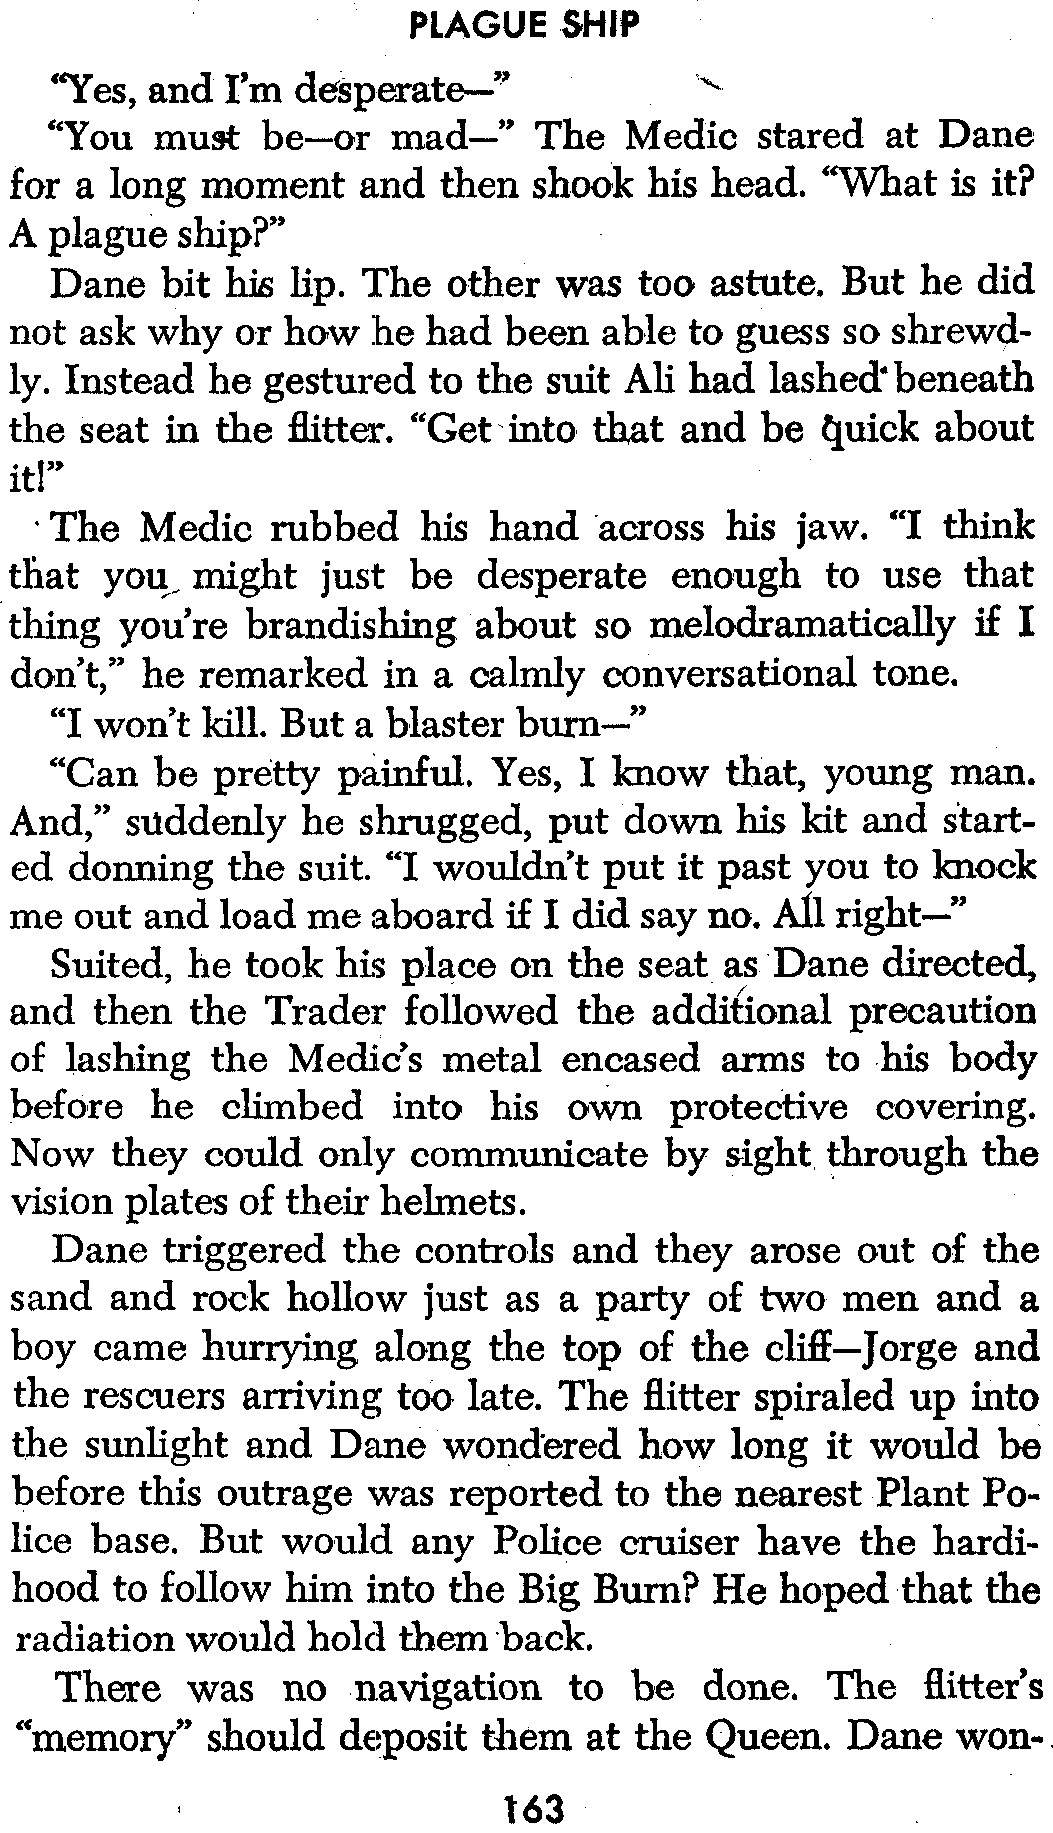 PLAGUE SHIP
“Yes, and I’m desperate—”
“You must be—or mad—” The Medic stared at Dane
for a long moment and then shook his head. “What is it?
A plague ship?”
Dane bit his lip. The other was too astute. But he did
not ask why or how he had been able to guess so shrewd-
ly. Instead he gestured to the suit Ali had lashed beneath
the seat in the flitter. “Get into that and be quick about
it!”
The Medic rubbed his hand across his jaw. “I think
that you might just be desperate enough to use that
thing you’re brandishing about so melodramatically if I
don’t,” he remarked in a calmly conversational tone.
“I won’t kill. But a blaster burn—”
“Can be pretty painful. Yes, I know that, young man.
And,” suddenly he shrugged, put down his kit and start-
ed donning the suit. “I wouldn’t put it past you to knock
me out and load me aboard if I did say no. All right—”
Suited, he took his place on the seat as Dane directed,
and then the Trader followed the additional precaution
of lashing the Medic’s metal encased arms to his body
before he climbed into his own protective covering.
Now they could only communicate by sight through the
vision plates of their helmets.
Dane triggered the controls and they arose out of the
sand and rock hollow just as a party of two men and a
boy came hurrying along the top of the cliff—Jorge and
the rescuers arriving too late. The flitter spiraled up into
the sunlight and Dane wondered how long it would be
before this outrage was reported to the nearest Plant Po-
lice base. But would any Police cruiser have the hardi-
hood to follow him into the Big Burn? He hoped that the
radiation would hold them back.
There was no navigation to be done. The flitter’s
“memory” should deposit them at the Queen. Dane won-
163